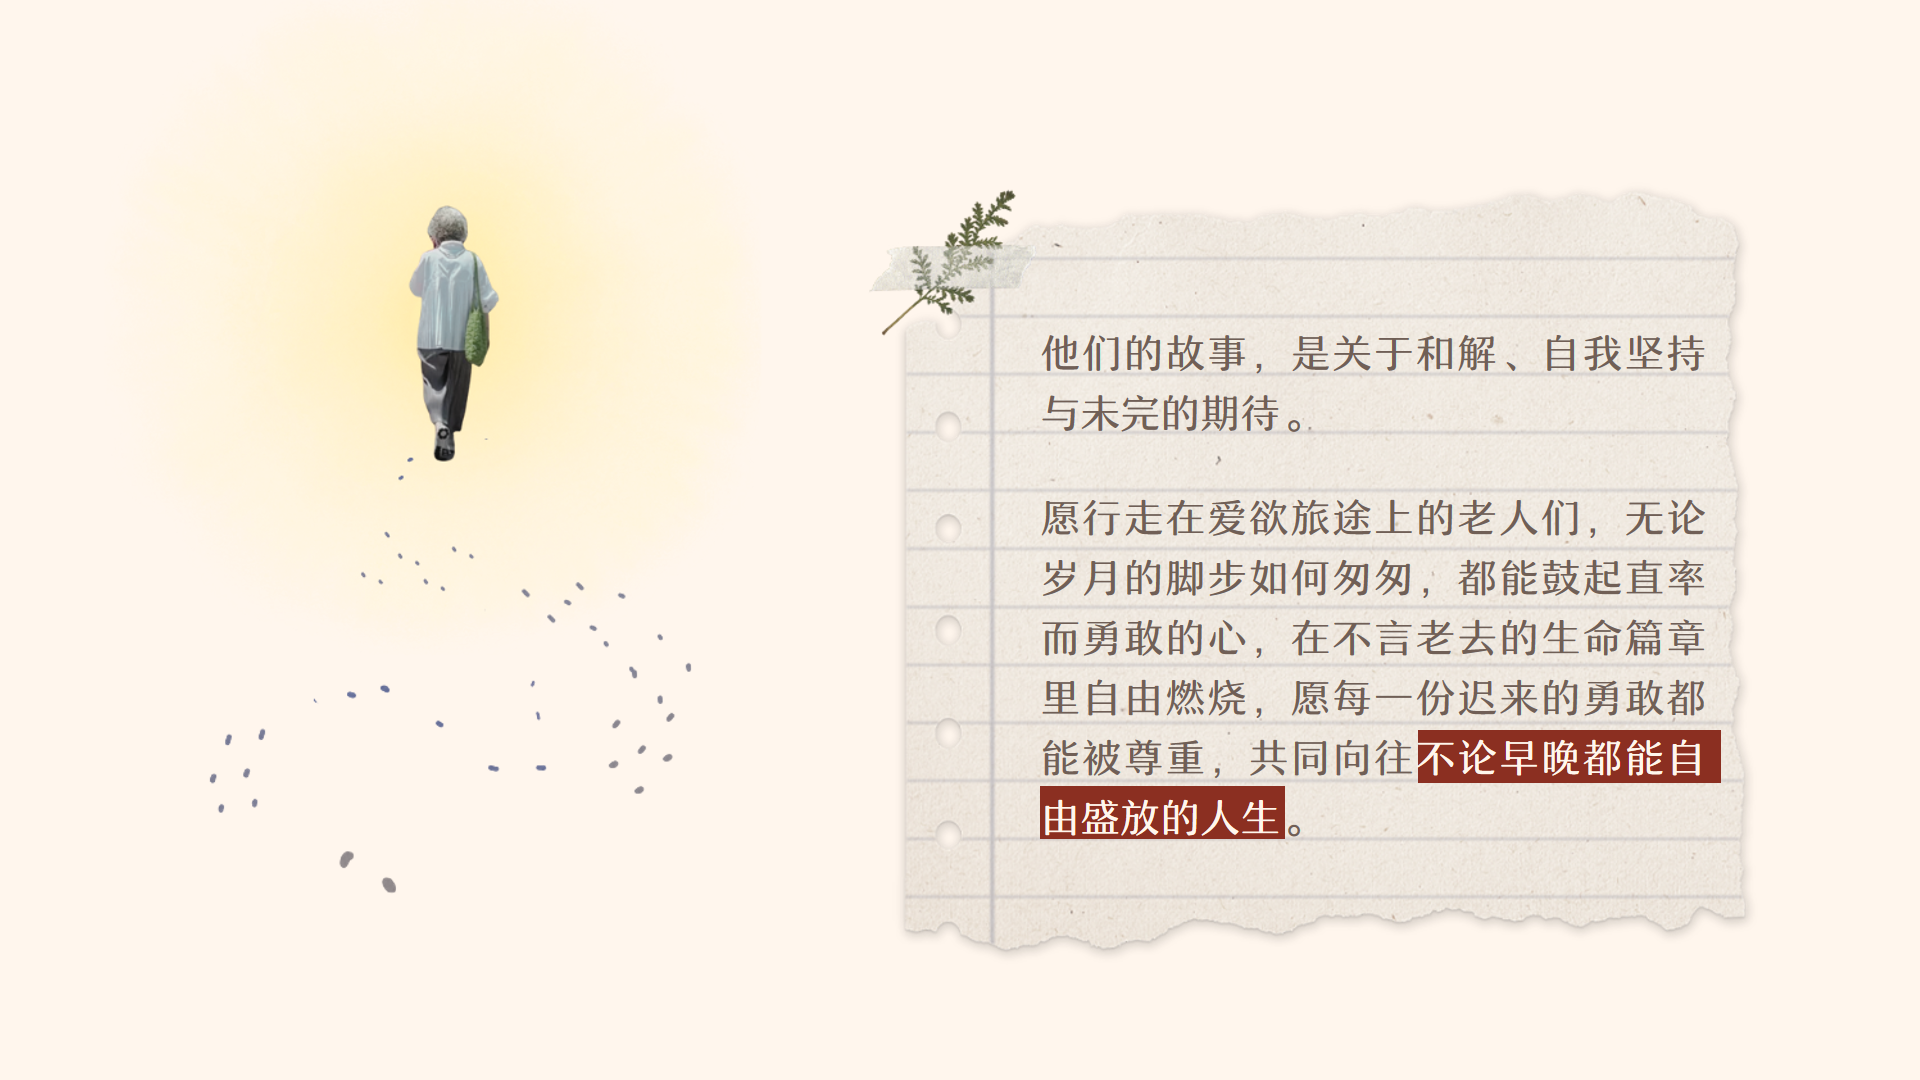 他们的故事，是关于和解、自我坚持
与未完的期待。
愿行走在爱欲旅途上的老人们，无论
岁月的脚步如何匆匆，都能鼓起直率
而勇敢的心，在不言老去的生命篇章
里自由燃烧，愿每一份迟来的勇敢都
能被尊重，共同向往不论早晚都能自
由盛放的人生。